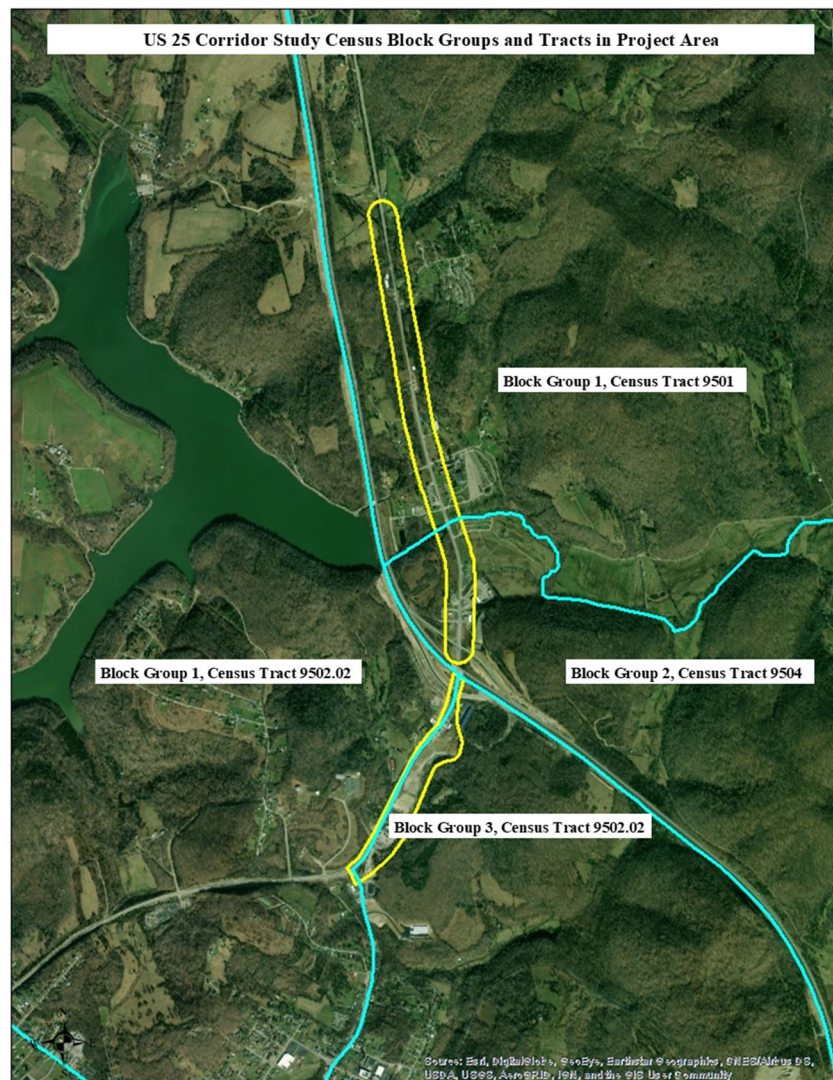 US 25 Corridor Study Census Block Groups and Tracts in Project Area
Block Group 1, Census Tract 9501
Block Group 1, Census Tract 9502.02
Block Group 2, Census Tract 9504
Block Group 3, Census Tract 9502.02
Source: Esri, DigitalGlobe, GeoEye, Earthstar Geographics, CNES/Airbus DS,
USDA, USGS, AeroGRID, IGN, and the GIS User Community